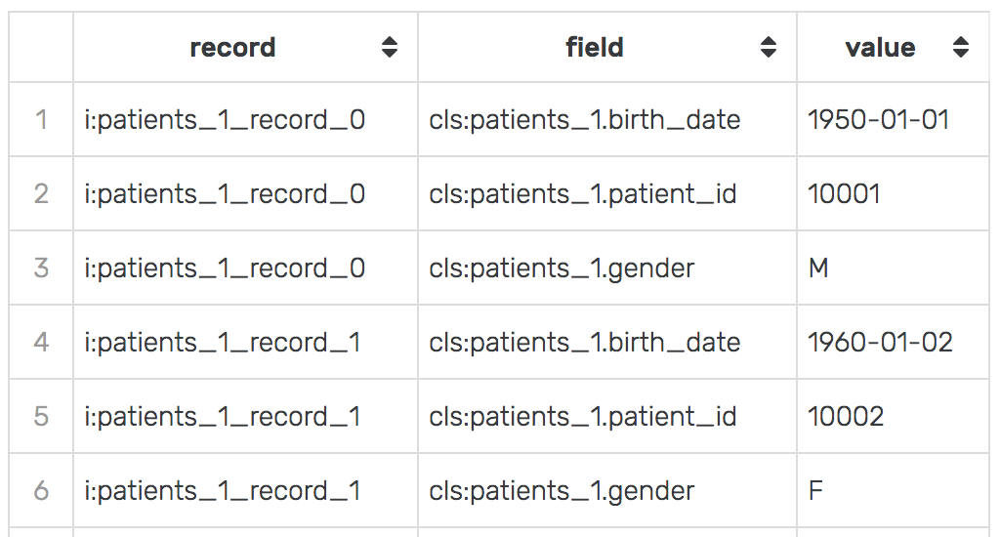 record field value
1 i:patients_1_record_0 cls:patients_1.birth_date 1950-01-01
2 i:patients_1_record_0 cls:patients_1.patient_id 10001
3 i:patients_1_record_0 cls:patients_1.gender M
4 i:patients_1_record_1 cls:patients_1.birth_date 1960-01-02
5 i:patients_1_record_1 cls:patients_1.patient_id 10002
6 i:patients_1_record_1 cls:patients_1.gender F